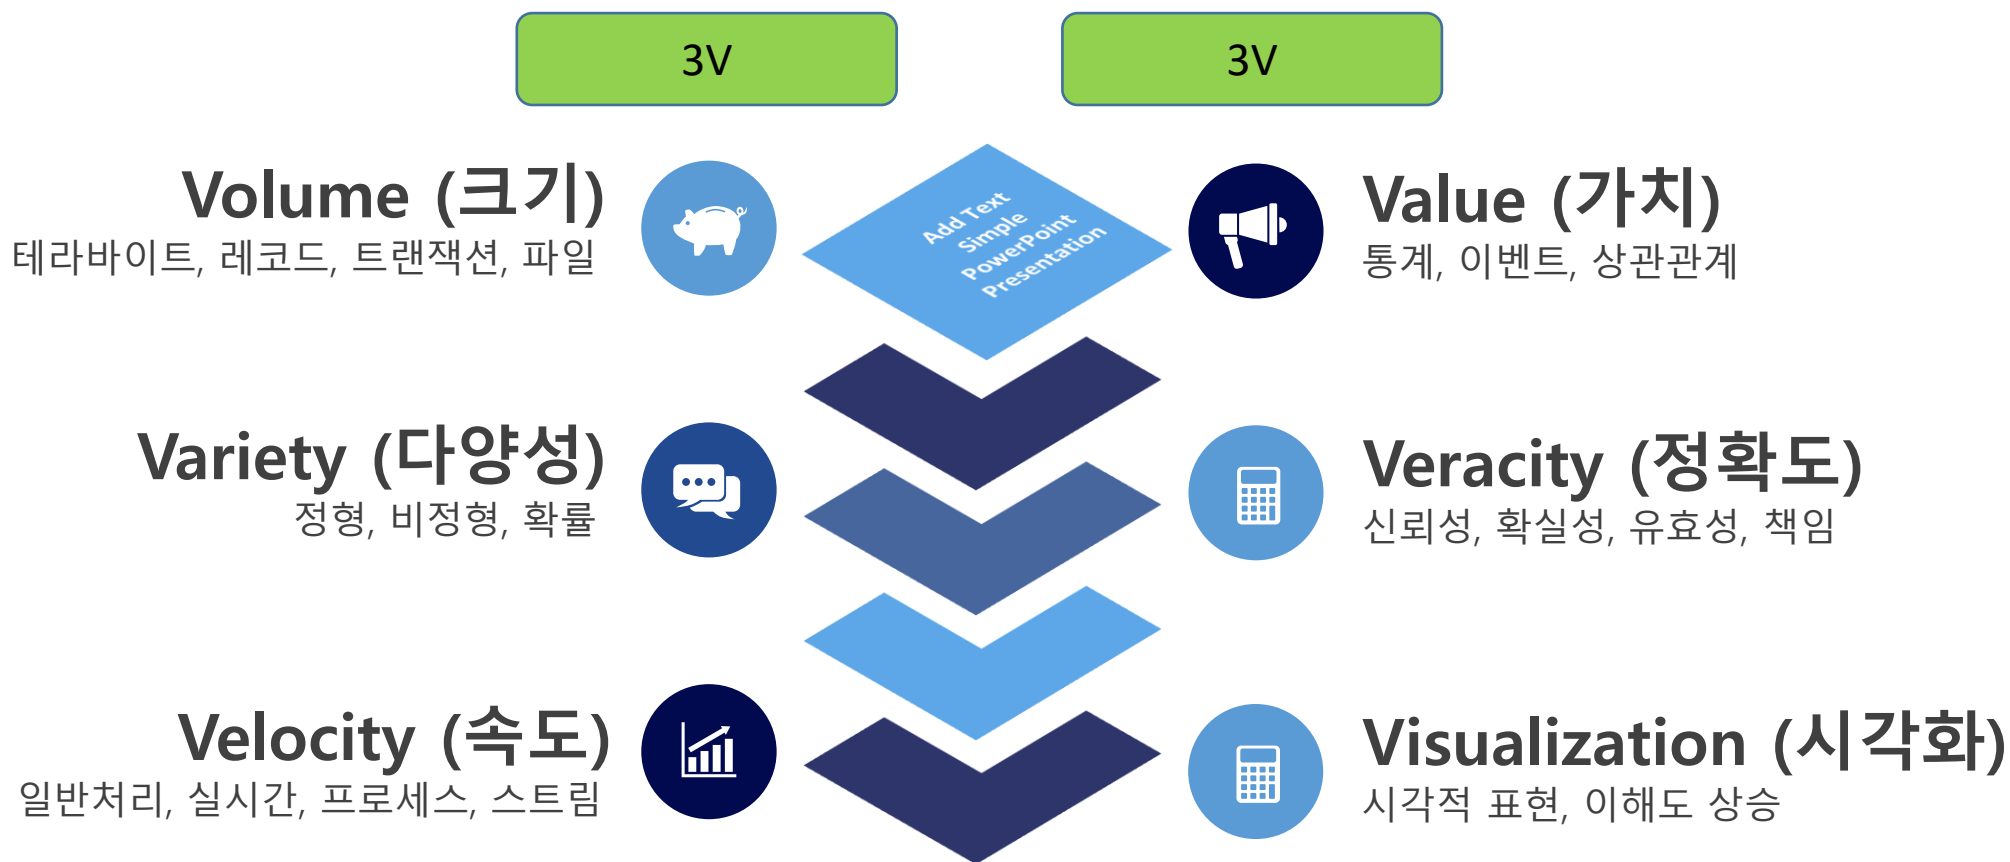 3V
3V
Volume (크기)
테라바이트, 레코드, 트랜잭션, 파일
Add Text
Simple
PowerPoint
Presentation
Value (가치)
통계, 이벤트, 상관관계
Variety (다양성)
정형, 비정형, 확률
Veracity (정확도)
신뢰성, 확실성, 유효성, 책임
Velocity (속도)
일반처리, 실시간, 프로세스, 스트림
Visualization (시각화)
시각적 표현, 이해도 상승